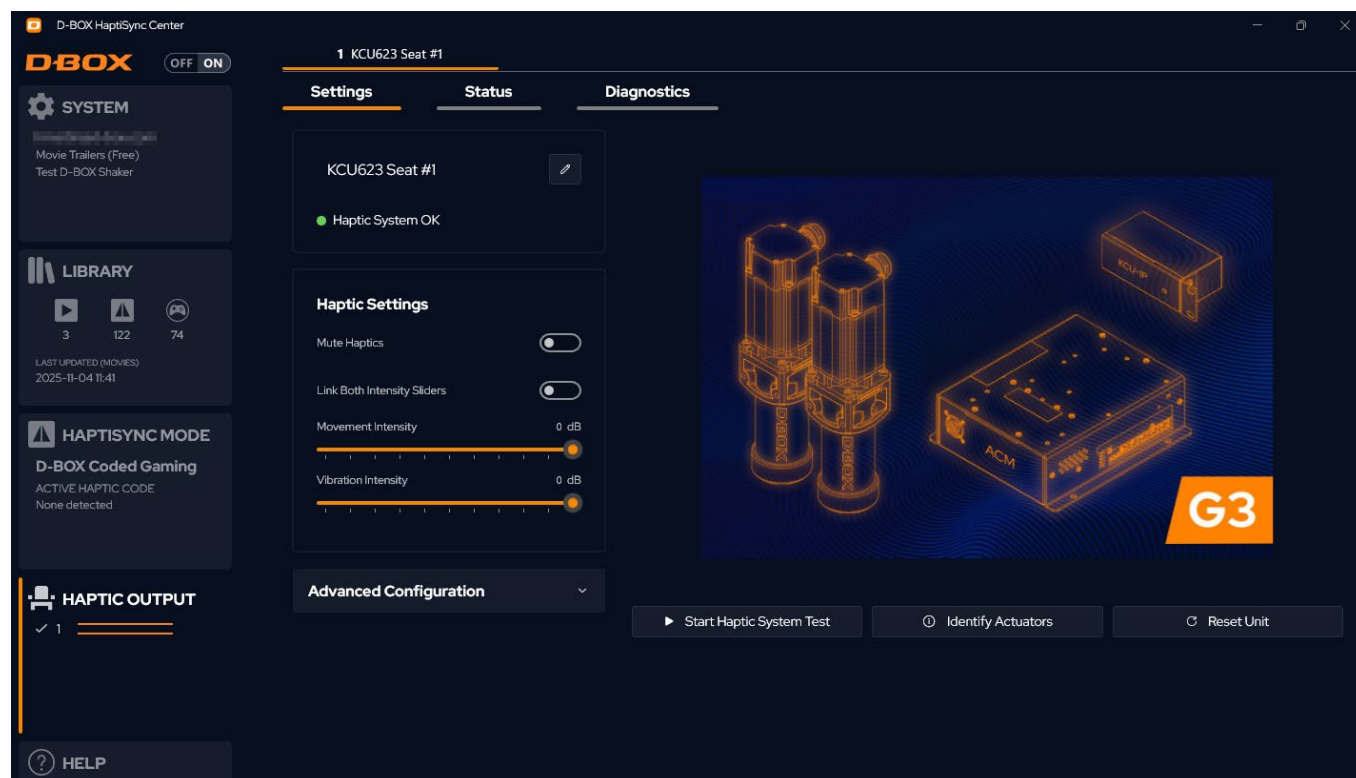 D-BOX HaptiSync Center
D-BOX
OFF ON
1 KCU623 Seat #1
SYSTEM
Movie Trailers (Free)
Test D-BOX Shaker
LIBRARY
3 122 74
LAST UPDATED (MOVIES)
2025-11-04 11:41
HAPTISYNC MODE
D-BOX Coded Gaming
ACTIVE HAPTIC CODE
None detected
HAPTIC OUTPUT
1
HELP
Settings Status Diagnostics
KCU623 Seat #1
Haptic System OK
Haptic Settings
Mute Haptics
Link Both Intensity Sliders
Movement Intensity 0 dB
Vibration Intensity 0 dB
Advanced Configuration
KCU-1P
ACM
D-BOX
D-BOX
G3
Start Haptic System Test
Identify Actuators
Reset Unit